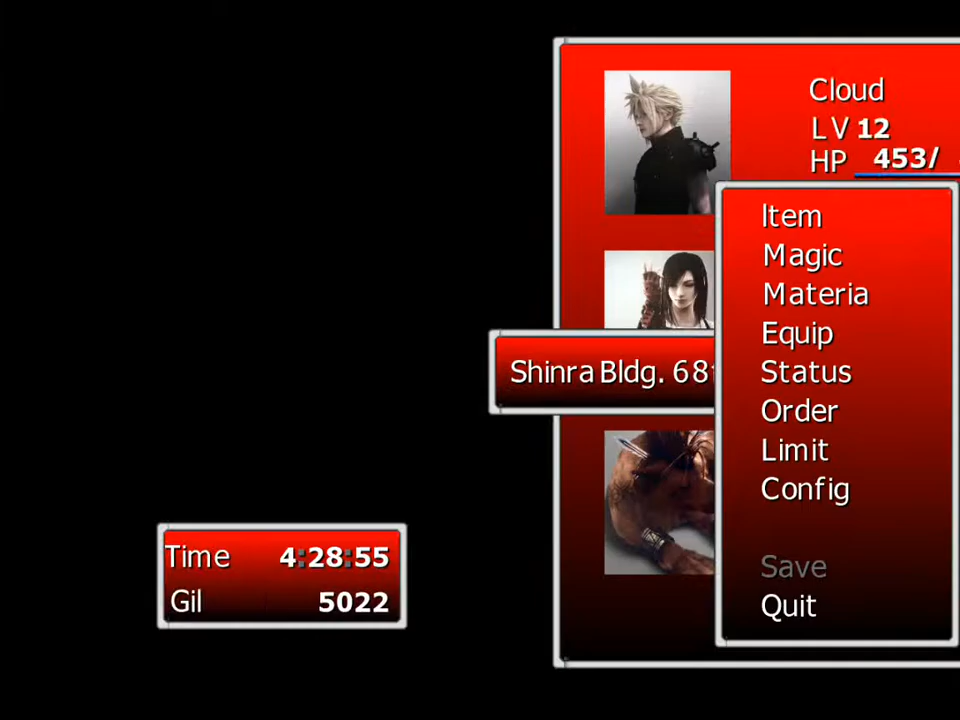 Cloud
LV 12
HP 453/
Item
Magic
Materia
Equip
Shinra Bldg. 68
Status
Order
Limit
Config
Time 4:28:55
Save
Gil 5022
Quit